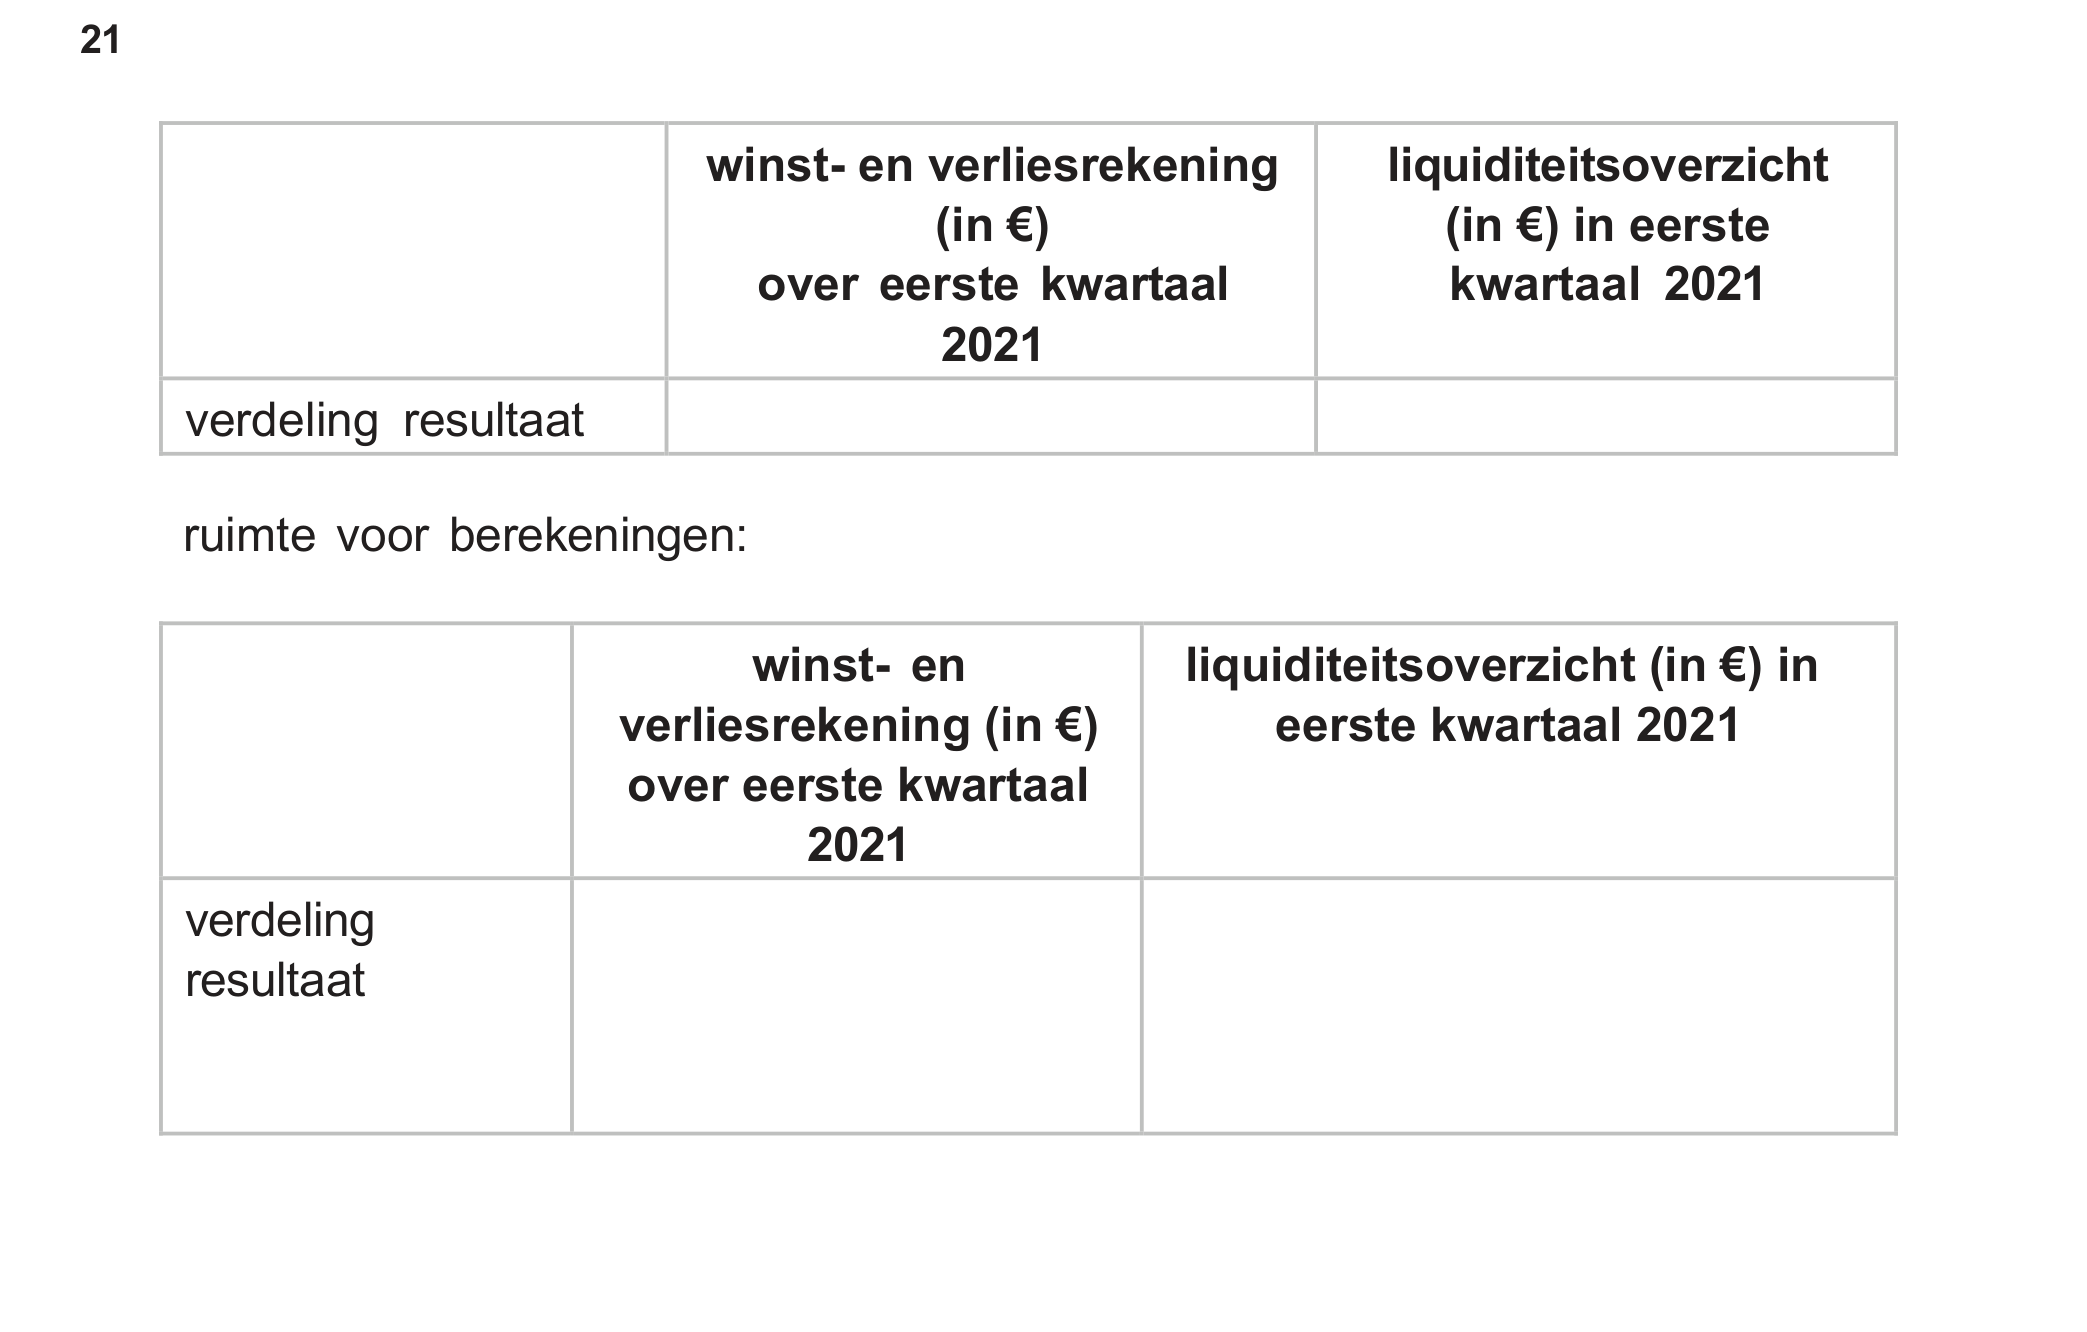 21
winst- en verliesrekening
(in €)
over eerste kwartaal
2021
liquiditeitsoverzicht
(in €) in eerste
kwartaal 2021
verdeling resultaat
ruimte voor berekeningen:
winst- en
verliesrekening (in €)
over eerste kwartaal
2021
liquiditeitsoverzicht (in €) in
eerste kwartaal 2021
verdeling
resultaat